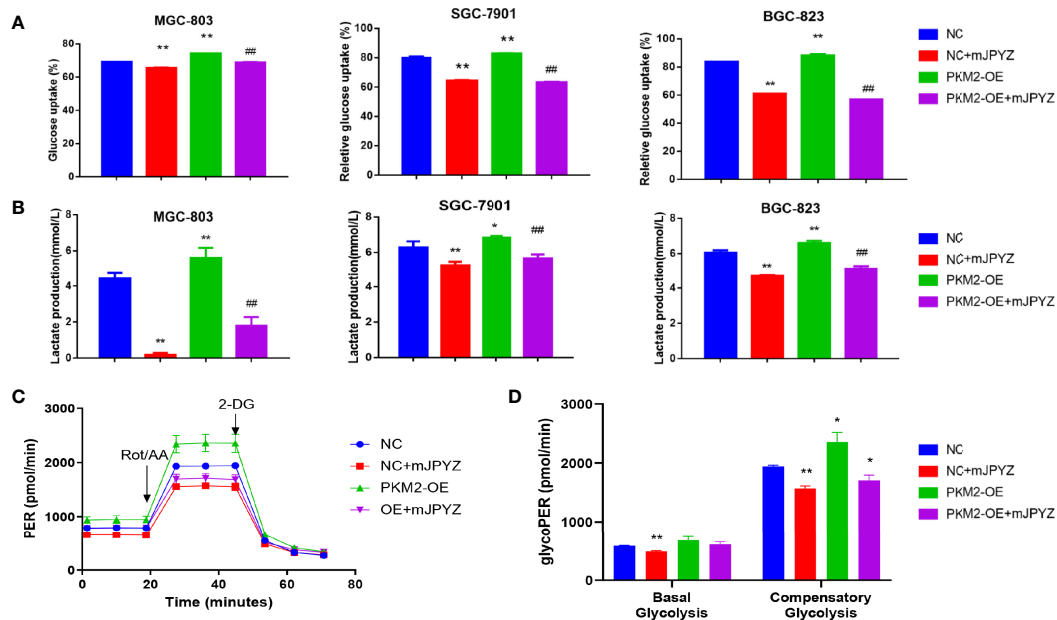 A
MGC-803
SGC-7901
BGC-823
NC
NC+mJPYZ
PKM2-OE
PKM2-OE+mJPYZ
Glucose uptake (%)
100
80
60
40
20
0
** ** ##
Reletive glucose uptake (%)
100
80
60
40
20
0
** ** ##
Reletive glucose uptake (%)
100
80
60
40
20
0
** ** ##
B
MGC-803
SGC-7901
BGC-823
NC
NC+mJPYZ
PKM2-OE
PKM2-OE+mJPYZ
Lactate production(mmol/L)
8
6
4
2
0
** ** ##
Lactate production(mmol/L)
8
6
4
2
0
** * ##
Lactate production(mmol/L)
8
6
4
2
0
** ** ##
C
PER (pmol/min)
3000
2000
1000
0
Rot/AA
2-DG
0 20 40 60 80
Time (minutes)
NC
NC+mJPYZ
PKM2-OE
OE+mJPYZ
D
glycoPER (pmol/min)
3000
2000
1000
0
** ** * *
Basal
Glycolysis
Compensatory
Glycolysis
NC
NC+mJPYZ
PKM2-OE
PKM2-OE+mJPYZ